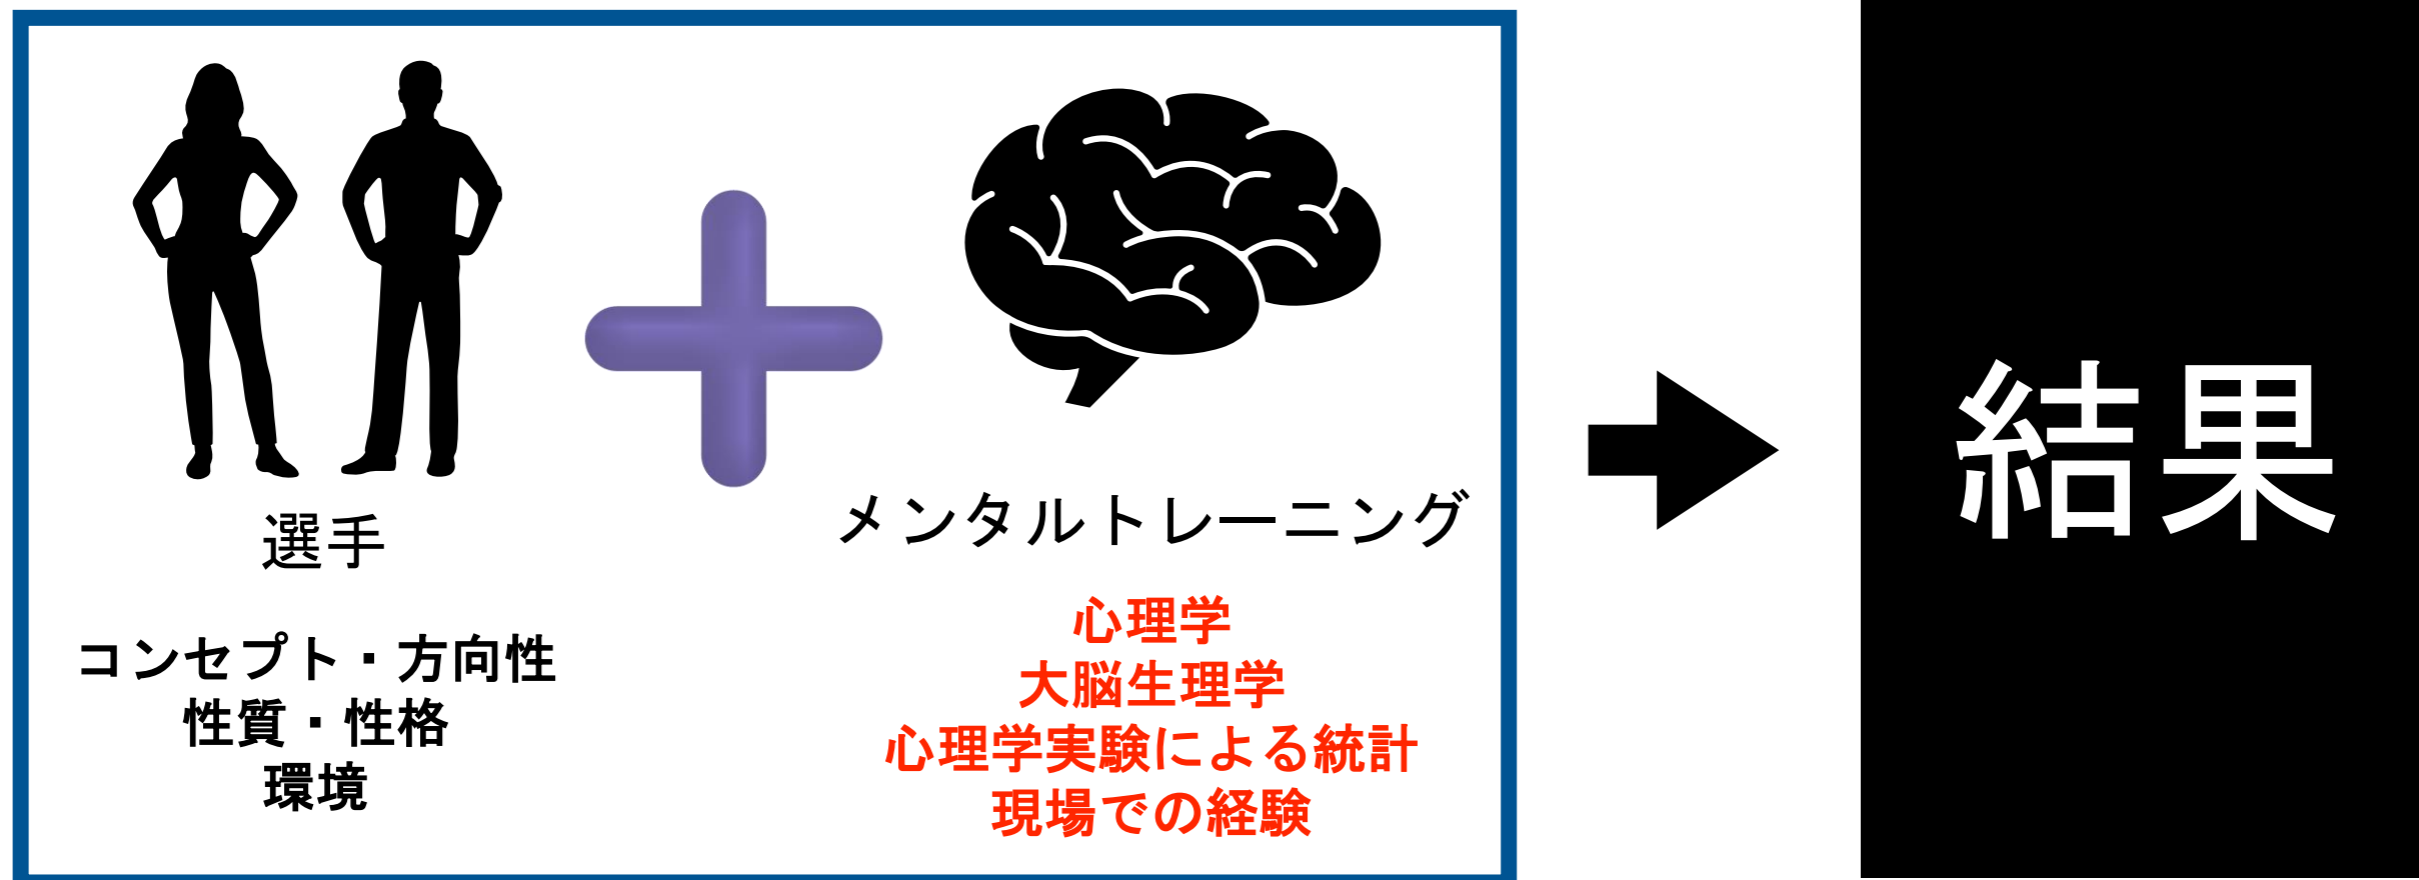 選手
コンセプト・方向性
性質・性格
環境
メンタルトレーニング
心理学
大脳生理学
心理学実験による統計
現場での経験
結果